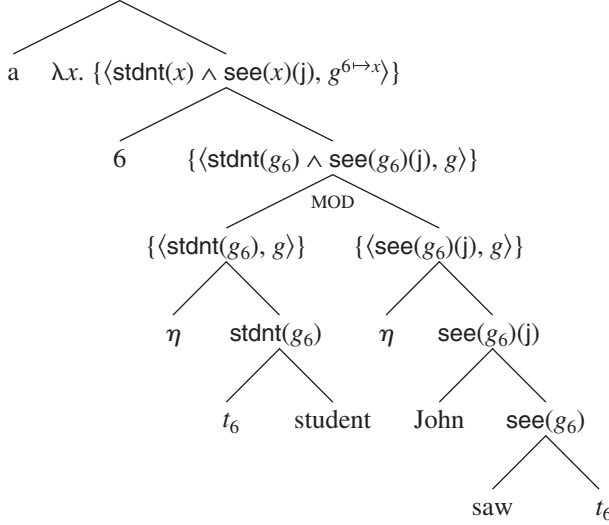 a λx. {⟨stdnt(x) ∧ see(x)(j), g⁶↦ˣ⟩}
6 {⟨stdnt(g₆) ∧ see(g₆)(j), g⟩}
MOD
{⟨stdnt(g₆), g⟩} {⟨see(g₆)(j), g⟩}
η stdnt(g₆) η see(g₆)(j)
t₆ student John see(g₆)
saw t₆